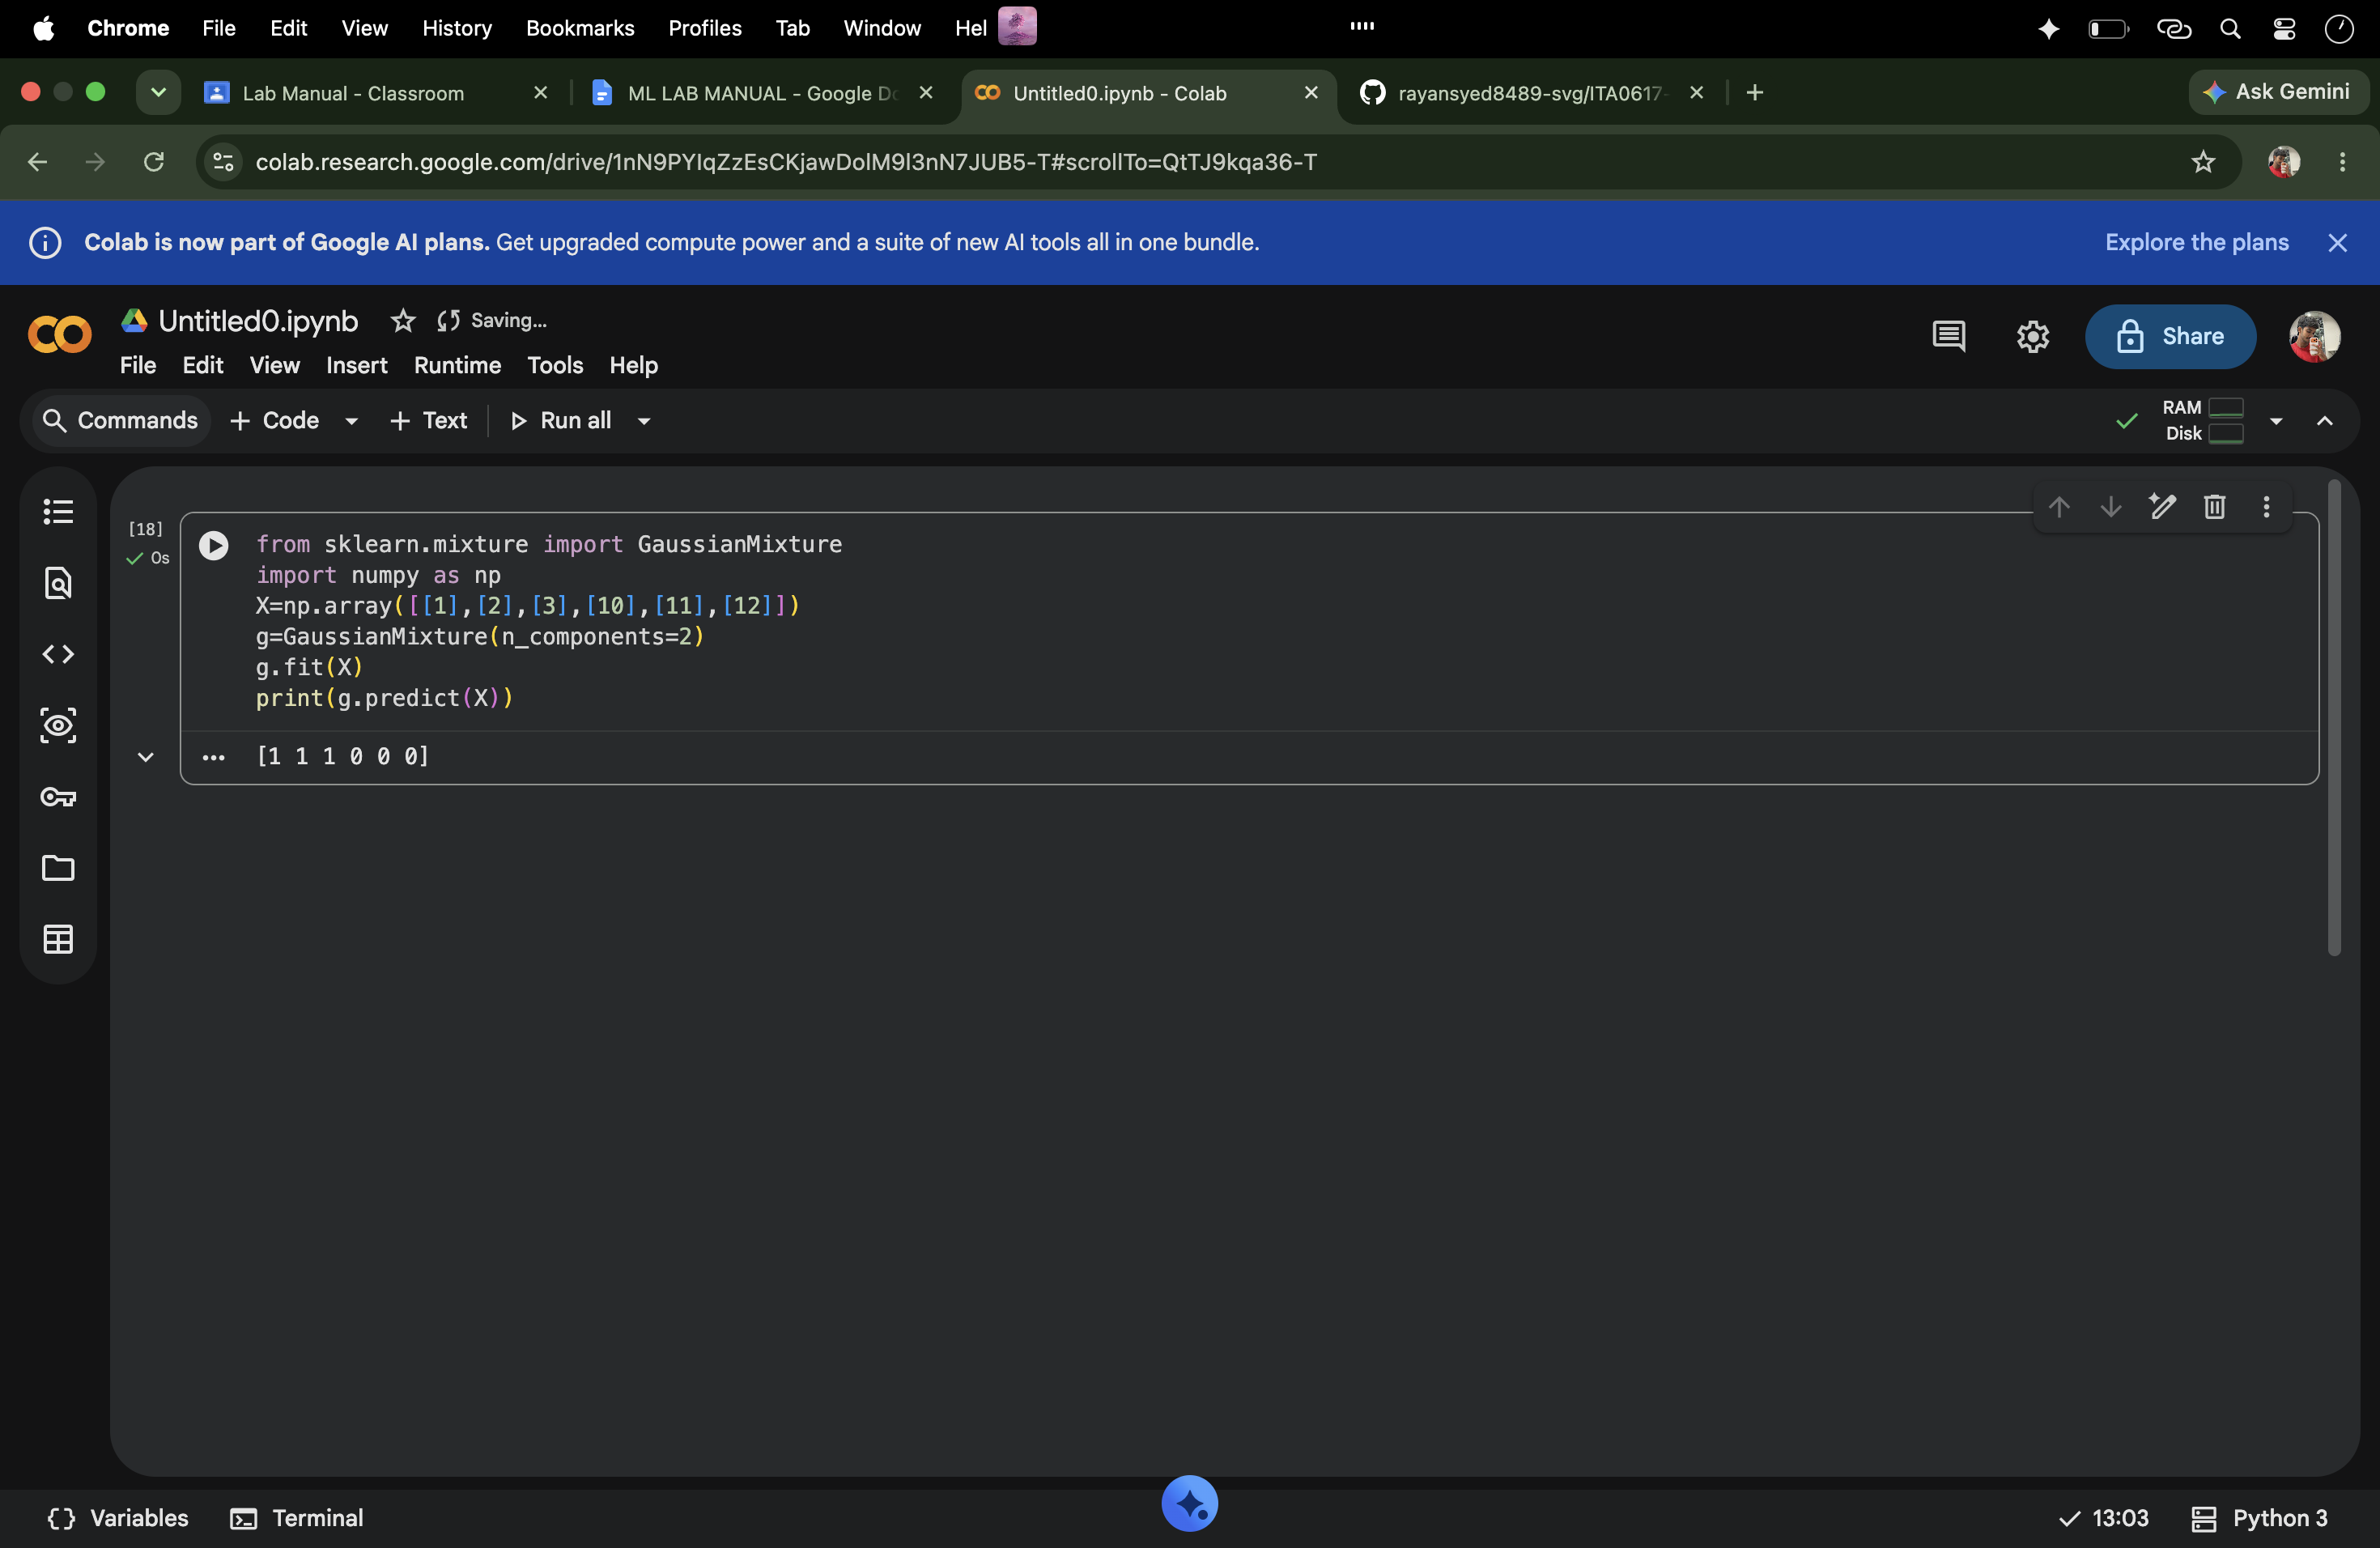 Chrome File Edit View History Bookmarks Profiles Tab Window Hel
Lab Manual - Classroom ML LAB MANUAL - Google Do Untitled0.ipynb - Colab rayansyed8489-svg/ITA0617- Ask Gemini
colab.research.google.com/drive/1nN9PYIqZzEsCKjawDolM9l3nN7JUB5-T#scrollTo=QtTJ9kqa36-T
Colab is now part of Google AI plans. Get upgraded compute power and a suite of new AI tools all in one bundle. Explore the plans
Untitled0.ipynb Saving...
File Edit View Insert Runtime Tools Help
Share
Commands + Code + Text Run all
RAM
Disk
[18]
0s
from sklearn.mixture import GaussianMixture
import numpy as np
X=np.array([[1],[2],[3],[10],[11],[12]])
g=GaussianMixture(n_components=2)
g.fit(X)
print(g.predict(X))
[1 1 1 0 0 0]
Variables Terminal 13:03 Python 3